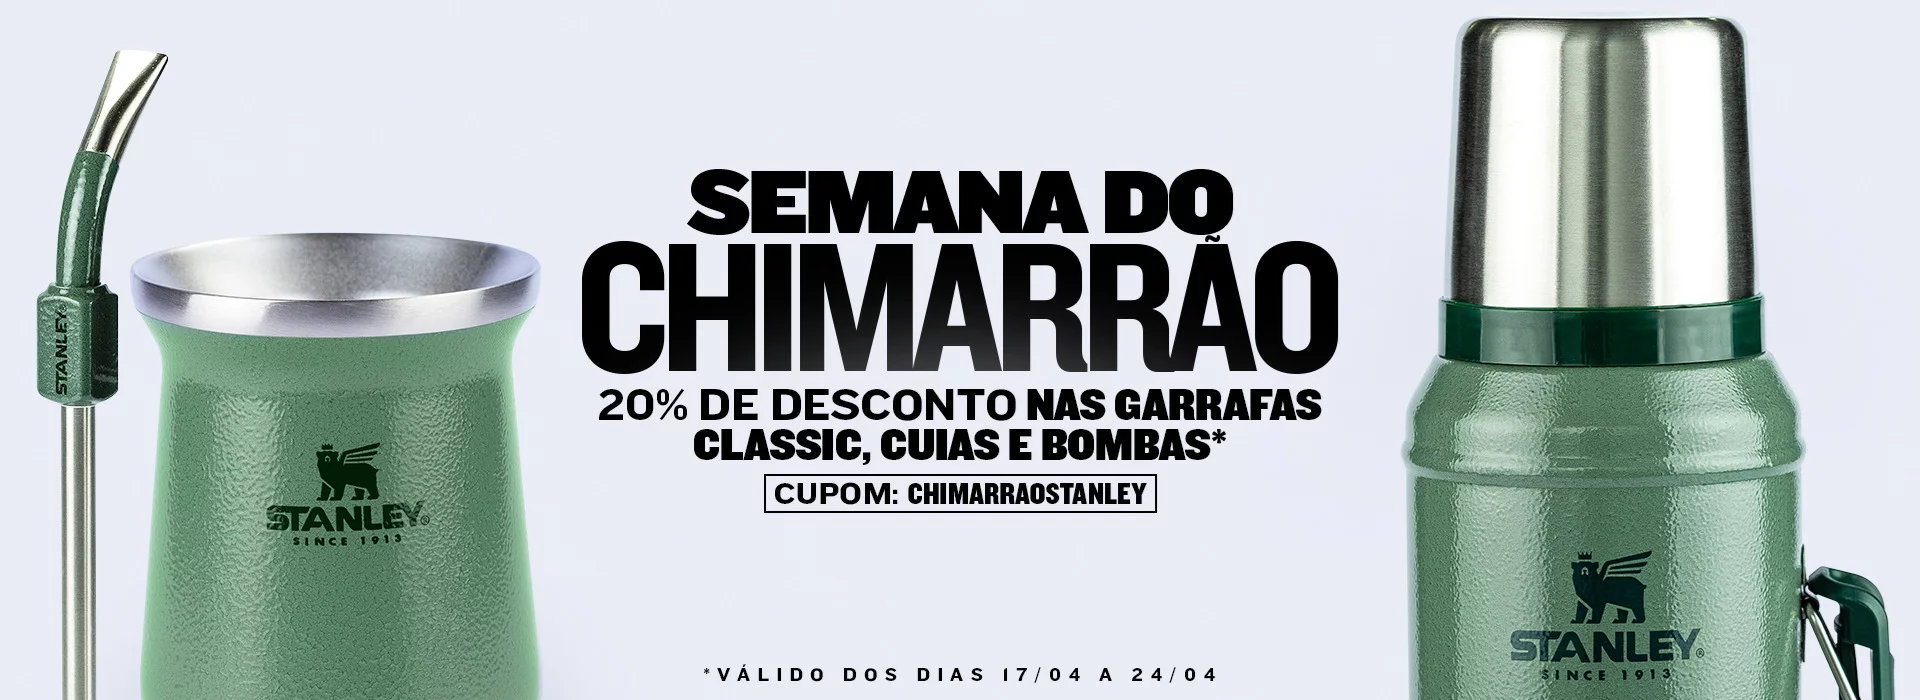 SEMANA DO
CHIMARRÃO
20% DE DESCONTO NAS GARRAFAS
CLASSIC, CUIAS E BOMBAS*
CUPOM: CHIMARRAOSTANLEY
*VÁLIDO DOS DIAS 17/04 A 24/04
STANLEY
STANLEY®
SINCE 1913
STANLEY®
SINCE 1913